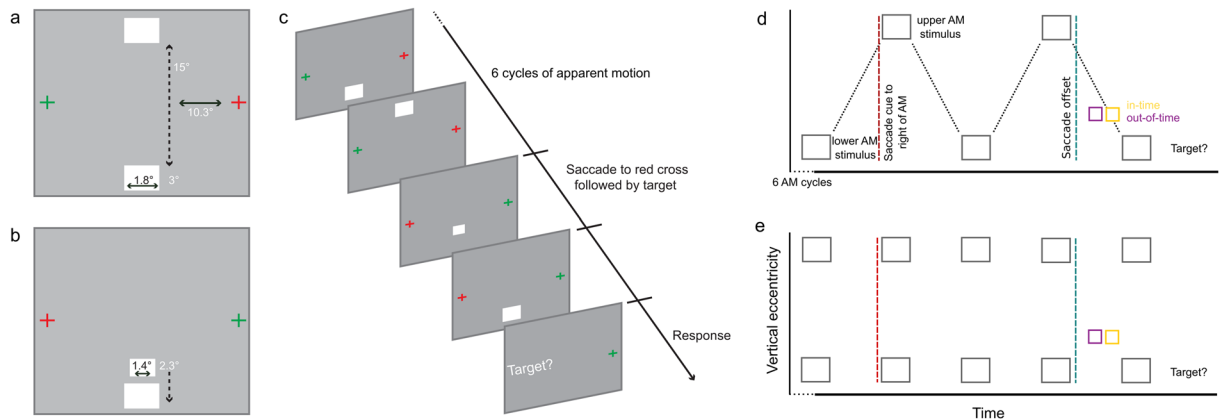 a
15°
10.3°
1.8°
3°
b
1.4°
2.3°
c
6 cycles of apparent motion
Saccade to red cross
followed by target
Response
Target?
d
upper AM
stimulus
Saccade cue to
right of AM
Saccade offset
in-time
out-of-time
lower AM
stimulus
Target?
6 AM cycles
e
Vertical eccentricity
Target?
Time